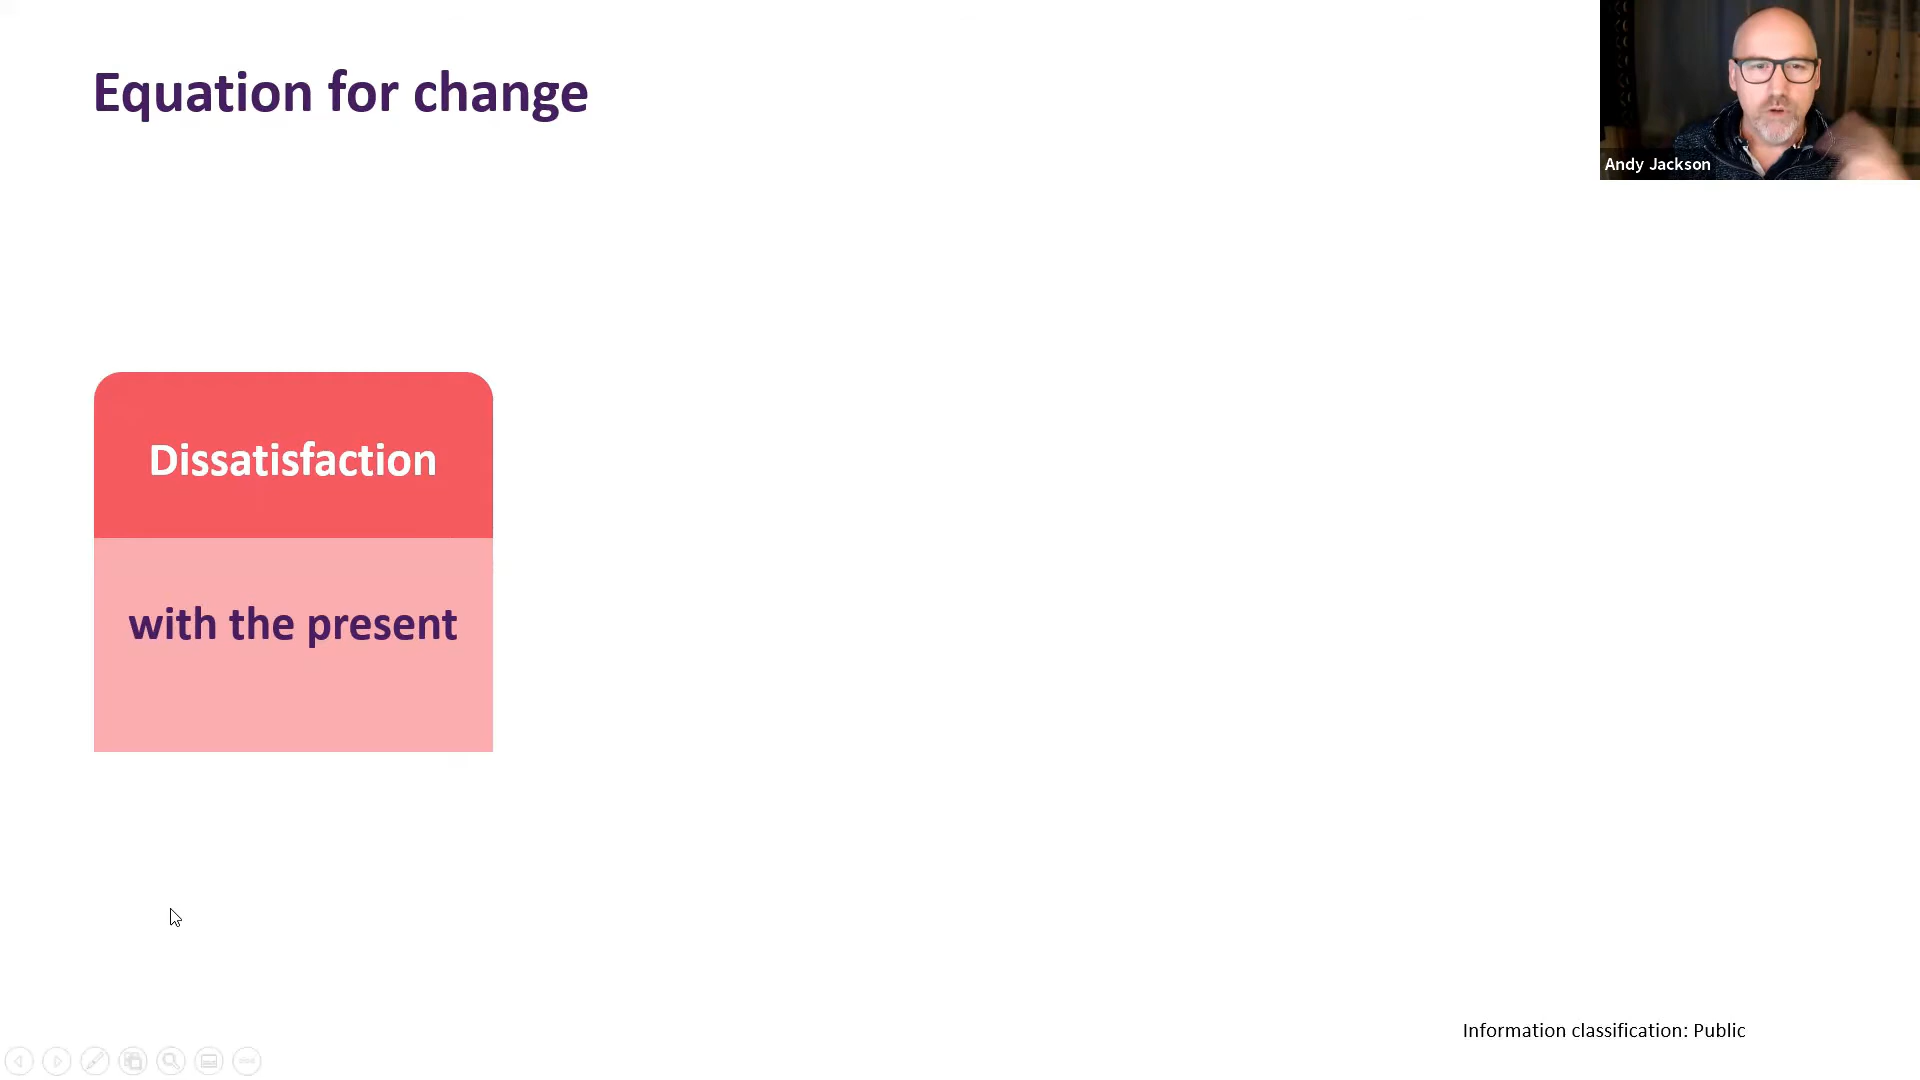 Equation for change
Andy Jackson
Dissatisfaction
with the present
Information classification: Public